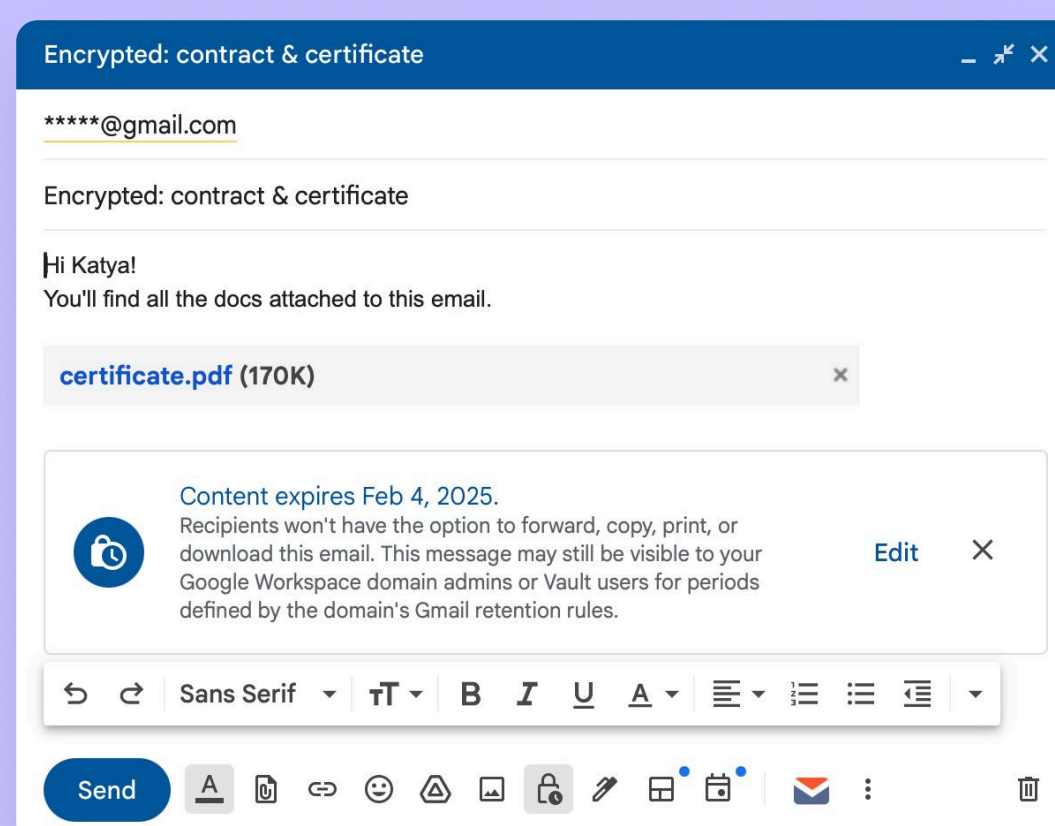 Encrypted: contract & certificate
*****@gmail.com
Encrypted: contract & certificate
Hi Katya!
You'll find all the docs attached to this email.
certificate.pdf (170K)
Content expires Feb 4, 2025.
Recipients won't have the option to forward, copy, print, or
download this email. This message may still be visible to your
Google Workspace domain admins or Vault users for periods
defined by the domain's Gmail retention rules.
Edit
Sans Serif TT B I U A
Send A